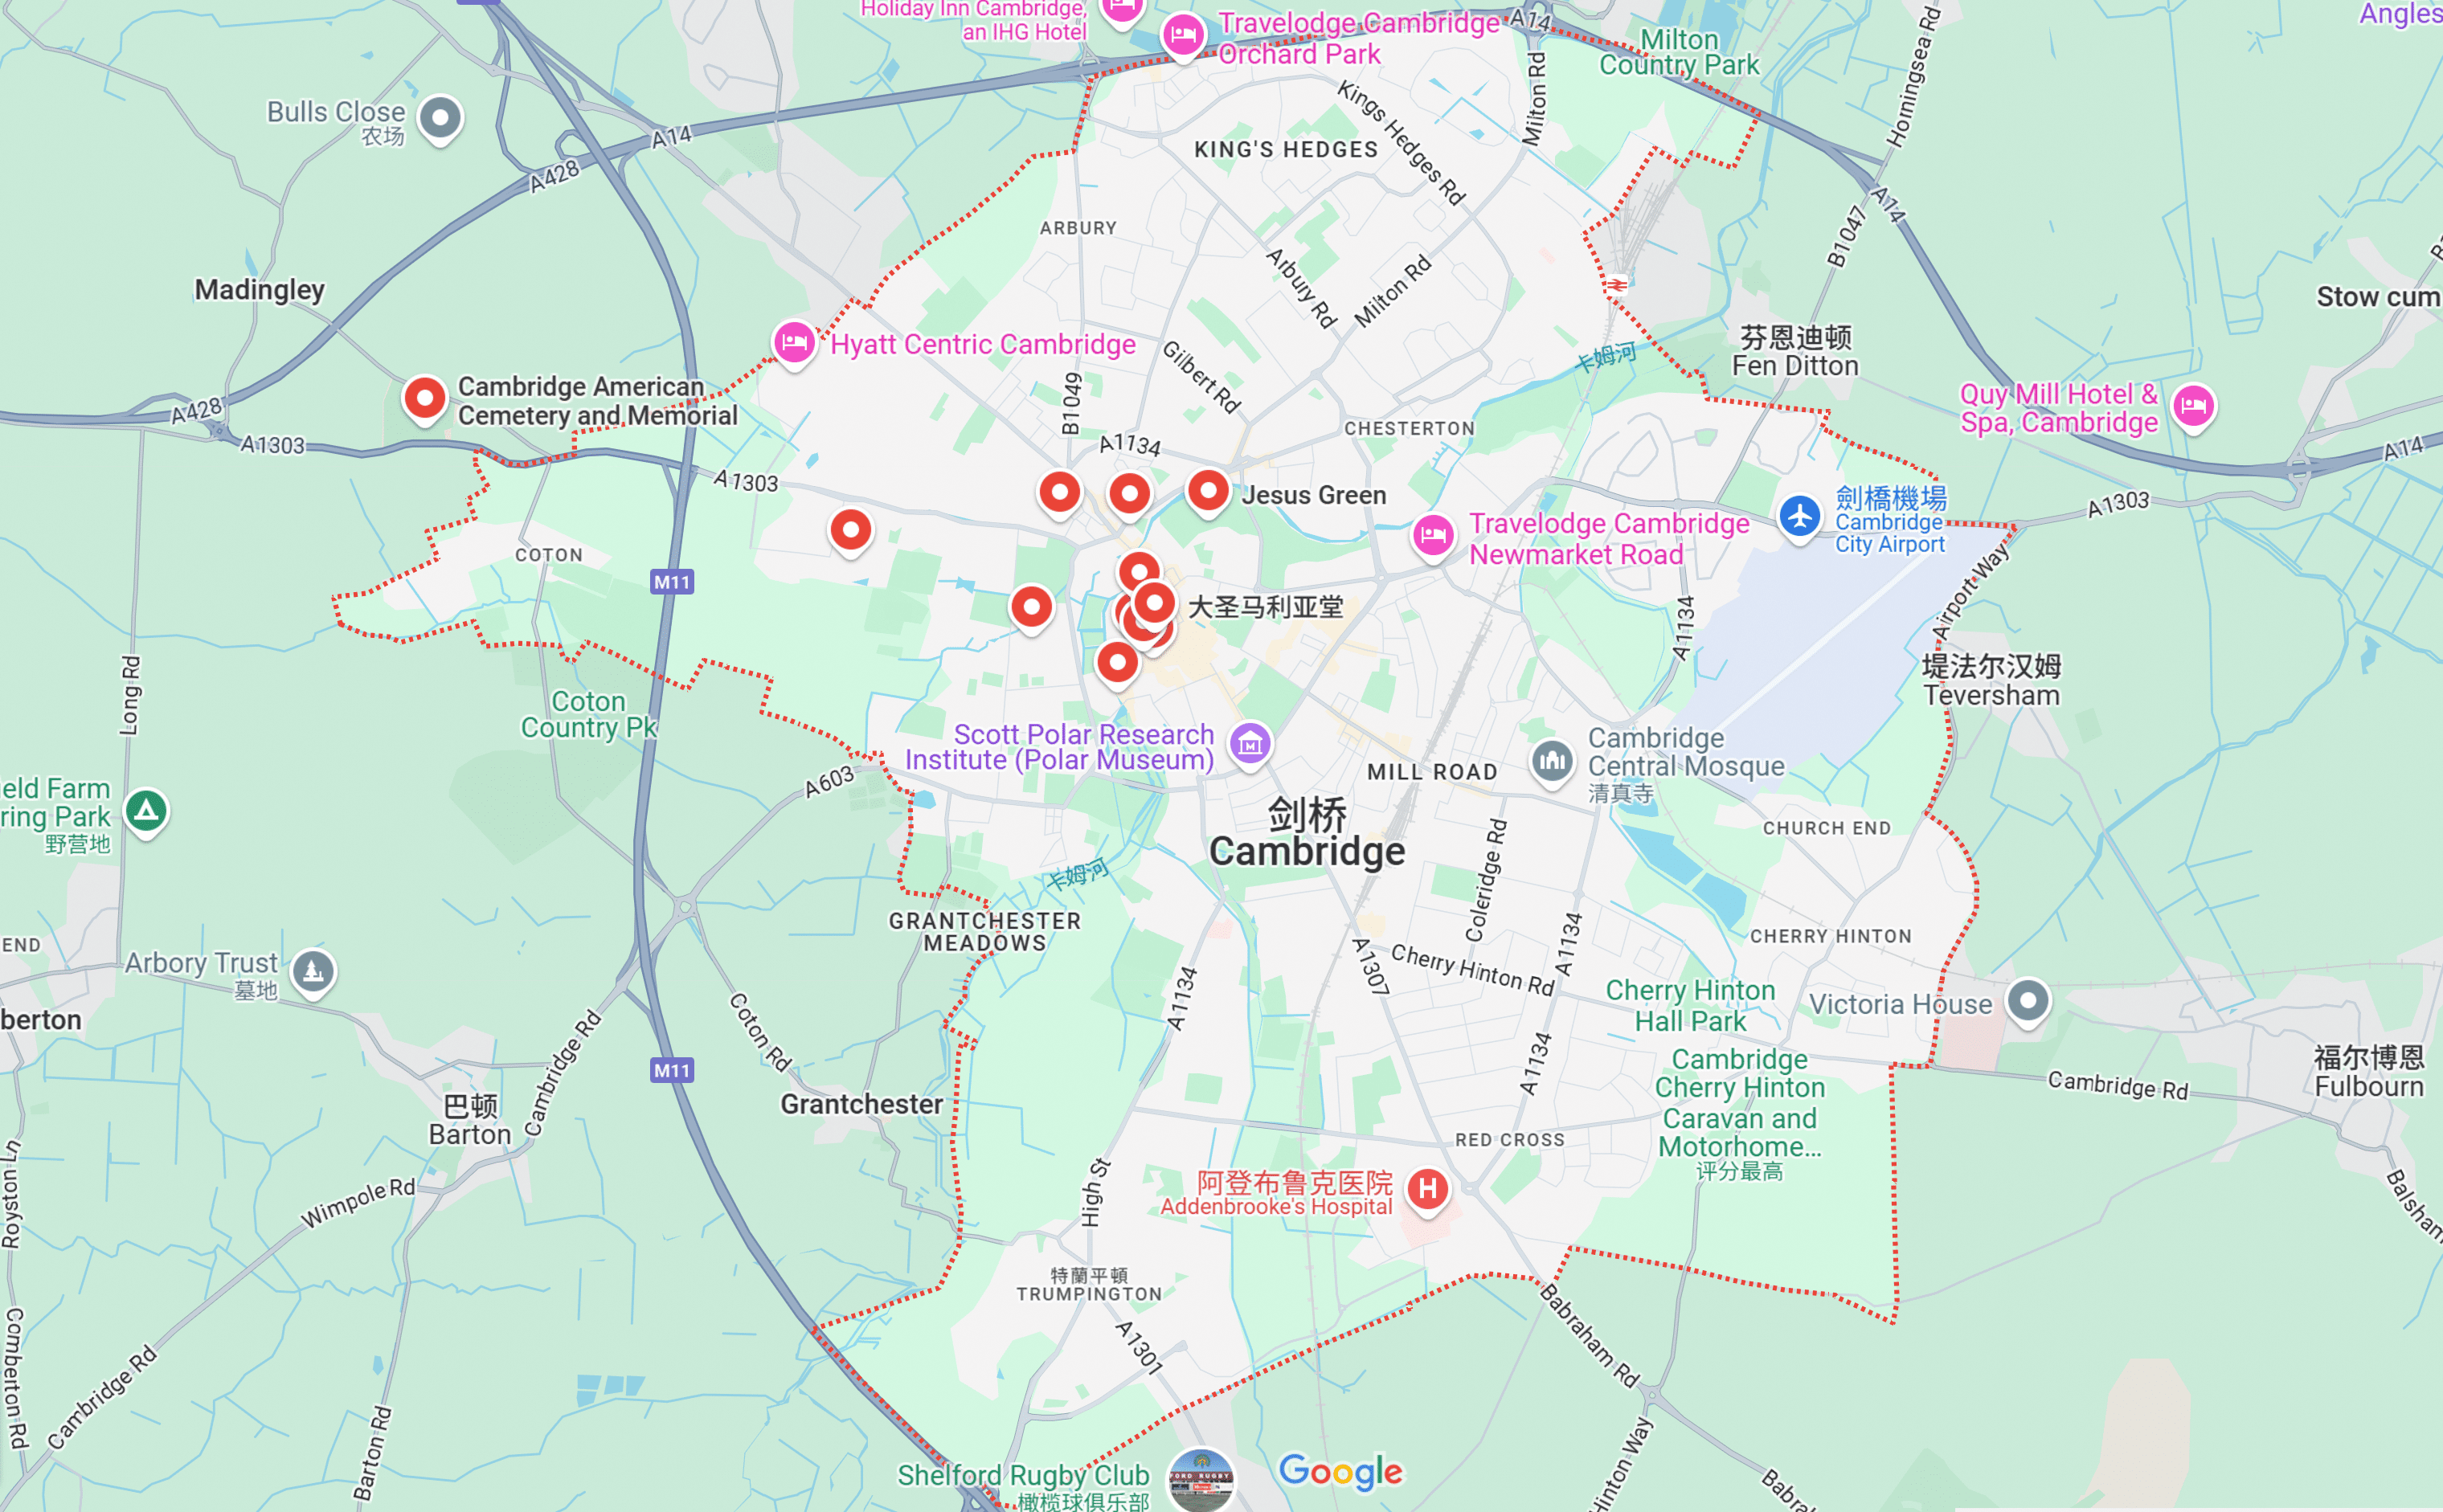 Holiday Inn Cambridge,
an IHG Hotel
Travelodge Cambridge
Orchard Park
A14
Milton
Country Park
Horningsea Rd
Angles
Bulls Close
农场
A14
A428
KING'S HEDGES
Kings Hedges Rd
Milton Rd
ARBURY
Arbury Rd
Milton Rd
A14
B1047
Madingley
Stow cum
芬恩迪顿
Fen Ditton
卡姆河
Hyatt Centric Cambridge
Gilbert Rd
B1049
Cambridge American
Cemetery and Memorial
A428
A1303
A1134
CHESTERTON
Quy Mill Hotel &
Spa, Cambridge
A14
A1303
A1303
Jesus Green
劍橋機場
Cambridge
City Airport
Travelodge Cambridge
Newmarket Road
COTON
M11
Airport Way
大圣马利亚堂
A1134
堤法尔汉姆
Teversham
Long Rd
Coton
Country Pk
Scott Polar Research
Institute (Polar Museum)
MILL ROAD
Cambridge
Central Mosque
清真寺
A603
eld Farm
ring Park
野营地
剑桥
Cambridge
CHURCH END
Coleridge Rd
卡姆河
GRANTCHESTER
MEADOWS
END
CHERRY HINTON
A1134
A1307
Cherry Hinton Rd
Arbory Trust
墓地
A1134
Cherry Hinton
Hall Park
Victoria House
berton
Coton Rd
Cambridge Rd
A1134
M11
Cambridge
Cherry Hinton
Caravan and
Motorhome...
评分最高
福尔博恩
Fulbourn
Cambridge Rd
Grantchester
巴顿
Barton
RED CROSS
Royston Ln
Wimpole Rd
High St
阿登布鲁克医院
Addenbrooke's Hospital
H
Balsham
特蘭平頓
TRUMPINGTON
A1301
Babraham Rd
Comberton Rd
Cambridge Rd
Barton Rd
Hinton Way
Shelford Rugby Club
橄榄球俱乐部
FORD RUGBY
Google
Babra